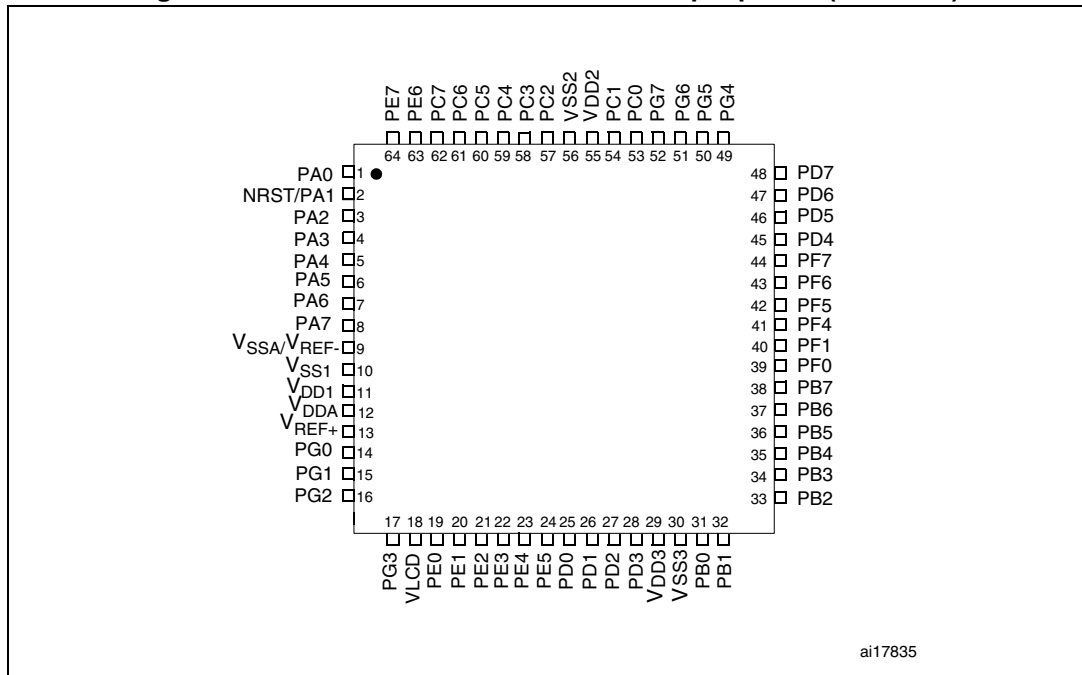 PE7 PE6 PC7 PC6 PC5 PC4 PC3 PC2 VSS2 VDD2 PC1 PC0 PG7 PG6 PG5 PG4
64 63 62 61 60 59 58 57 56 55 54 53 52 51 50 49
PA0 1 48 PD7
NRST/PA1 2 47 PD6
PA2 3 46 PD5
PA3 4 45 PD4
PA4 5 44 PF7
PA5 6 43 PF6
PA6 7 42 PF5
PA7 8 41 PF4
VSSA/VREF- 9 40 PF1
VSS1 10 39 PF0
VDD1 11 38 PB7
VDDA 12 37 PB6
VREF+ 13 36 PB5
PG0 14 35 PB4
PG1 15 34 PB3
PG2 16 33 PB2
17 18 19 20 21 22 23 24 25 26 27 28 29 30 31 32
PG3 VLCD PE0 PE1 PE2 PE3 PE4 PE5 PD0 PD1 PD2 PD3 VDD3 VSS3 PB0 PB1
ai17835